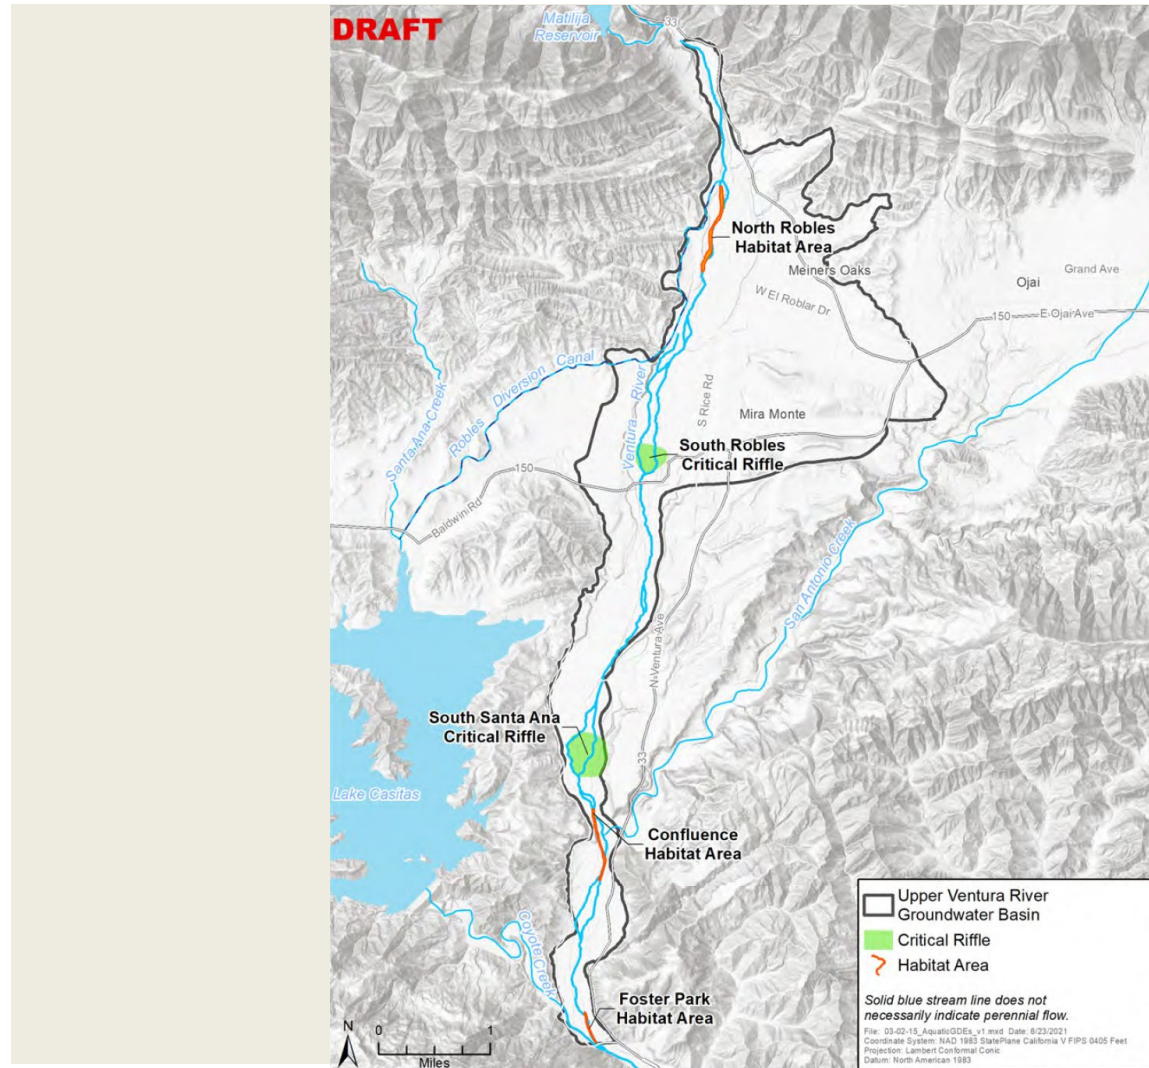 DRAFT
Matilija
Reservoir
33
North Robles
Habitat Area
Meiners Oaks
Ojai
Grand Ave
W El Roblar Dr
150
E Ojai Ave
Santa Ana Creek
Robles Diversion Canal
Ventura River
S Rice Rd
Mira Monte
South Robles
Critical Riffle
150
Baldwin Rd
San Antonio Creek
N Ventura Ave
South Santa Ana
Critical Riffle
33
Lake Casitas
Confluence
Habitat Area
Coyote Creek
Foster Park
Habitat Area
N
0
1
Miles
Upper Ventura River
Groundwater Basin
Critical Riffle
Habitat Area
Solid blue stream line does not
necessarily indicate perennial flow.
File: 03-02-15_AquaticGDEs_v1.mxd Date: 6/23/2021
Coordinate System: NAD 1983 StatePlane California V FIPS 0405 Feet
Projection: Lambert Conformal Conic
Datum: North American 1983